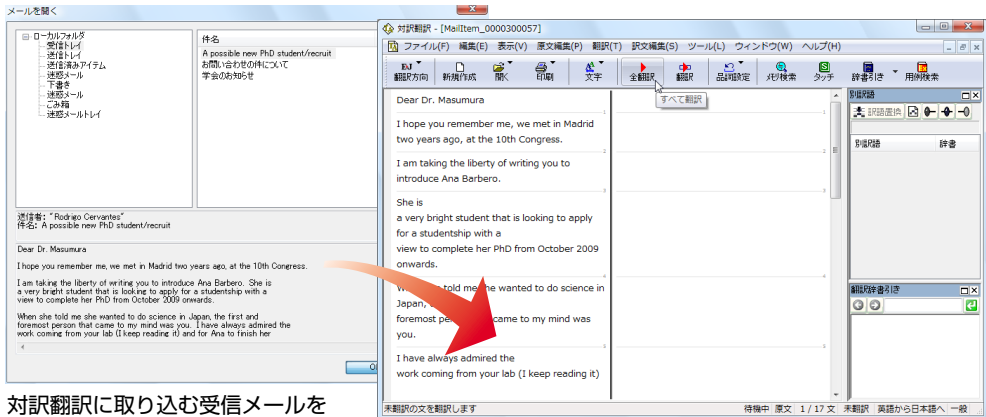 メールを開く
ローカルフォルダ
受信トレイ
送信トレイ
送信済みアイテム
迷惑メール
下書き
迷惑メール
ごみ箱
迷惑メールトレイ
件名
A possible new PhD student/recruit
お問い合わせの件について
学会のお知らせ
送信者: "Rodrigo Cervantes"
件名: A possible new PhD student/recruit
Dear Dr. Masumura
I hope you remember me, we met in Madrid two years ago, at the 10th Congress.
I am taking the liberty of writing you to introduce Ana Barbero. She is
a very bright student that is looking to apply for a studentship with a
view to complete her PhD from October 2009 onwards.
When she told me she wanted to do science in Japan, the first and
foremost person that came to my mind was you. I have always admired the
work coming from your lab (I keep reading it) and for Ana to finish her
対訳翻訳に取り込む受信メールを
対訳翻訳 - [MailItem_0000300057]
ファイル(F) 編集(E) 表示(V) 原文編集(P) 翻訳(T) 訳文編集(S) ツール(L) ウィンドウ(W) ヘルプ(H)
EJ
翻訳方向 新規作成 開く 印刷 文字 全翻訳 翻訳 品詞設定 メモリ検索 タッチ 辞書引き 用例検索
すべて翻訳
Dear Dr. Masumura
1
1
I hope you remember me, we met in Madrid
two years ago, at the 10th Congress.
2
2
I am taking the liberty of writing you to
introduce Ana Barbero.
3
3
She is
a very bright student that is looking to apply
for a studentship with a
view to complete her PhD from October 2009
onwards.
4
4
W told me she wanted to do science in
Japan,
foremost pe came to my mind was
you.
5
5
I have always admired the
work coming from your lab (I keep reading it)
別訳語
訳語置換
別訳語 辞書
翻訳辞書引き
未翻訳の文を翻訳します
待機中 原文 1 / 17 文 未翻訳 英語から日本語へ 一般